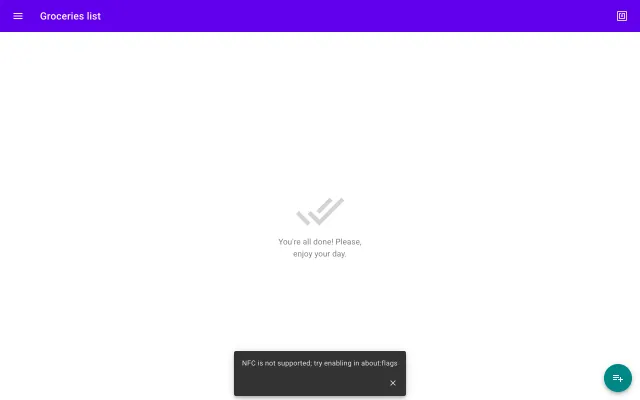 Groceries list
You're all done! Please,
enjoy your day.
NFC is not supported; try enabling in about:flags